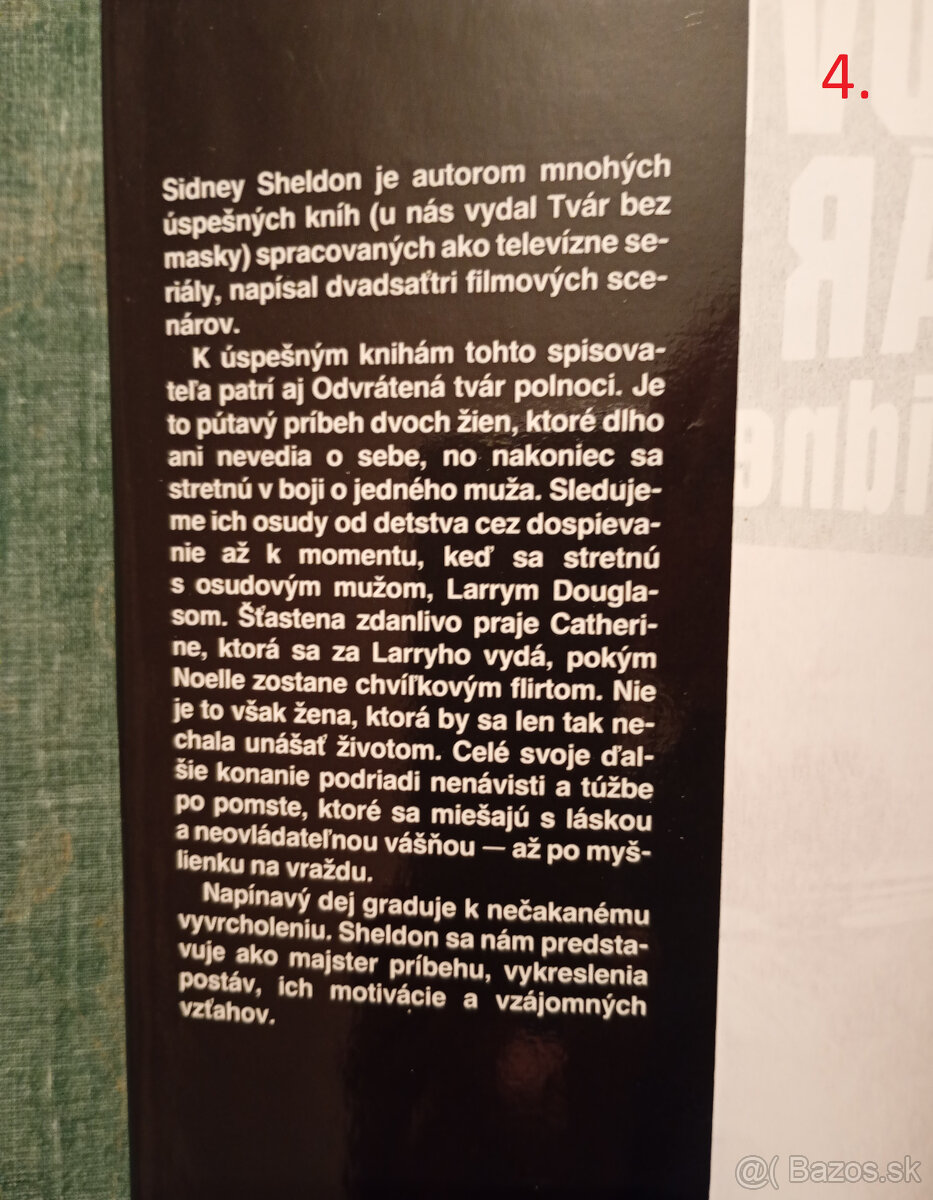 4.
Sidney Sheldon je autorom mnohých
úspešných kníh (u nás vydal Tvár bez
masky) spracovaných ako televízne se-
riály, napísal dvadsaťtri filmových sce-
nárov.
K úspešným knihám tohto spisova-
teľa patrí aj Odvrátená tvár polnoci. Je
to pútavý príbeh dvoch žien, ktoré dlho
ani nevedia o sebe, no nakoniec sa
stretnú v boji o jedného muža. Sleduje-
me ich osudy od detstva cez dospieva-
nie až k momentu, keď sa stretnú
s osudovým mužom, Larrym Dougla-
som. Šťastena zdanlivo praje Catheri-
ne, ktorá sa za Larryho vydá, pokým
Noelle zostane chvíľkovým flirtom. Nie
je to však žena, ktorá by sa len tak ne-
chala unášať životom. Celé svoje ďal-
šie konanie podriadi nenávisti a túžbe
po pomste, ktoré sa miešajú s láskou
a neovládateľnou vášňou — až po myš-
lienku na vraždu.
Napínavý dej graduje k nečakanému
vyvrcholeniu. Sheldon sa nám predsta-
vuje ako majster príbehu, vykreslenia
postáv, ich motivácie a vzájomných
vzťahov.
@( Bazos.sk